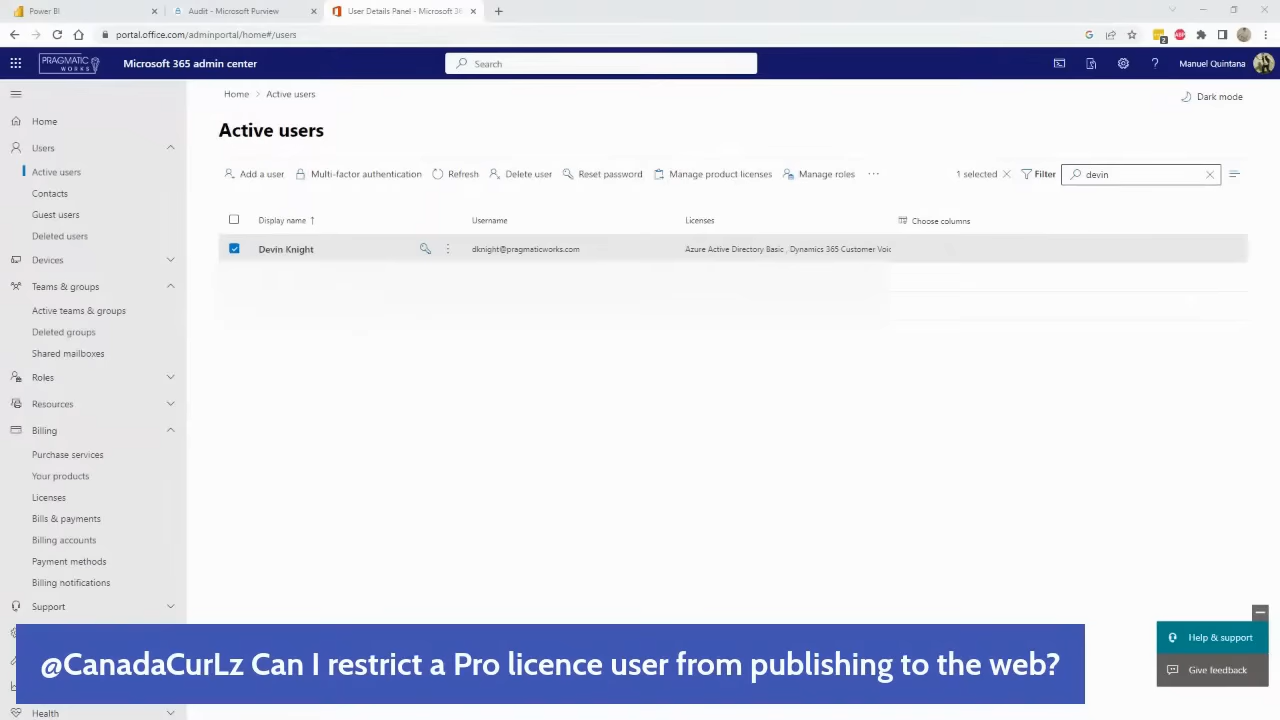 Power BI
Audit - Microsoft Purview
User Details Panel - Microsoft 36
portal.office.com/adminportal/home#/users
PRAGMATIC WORKS
Microsoft 365 admin center
Search
Manuel Quintana
Home > Active users
Dark mode
Home
Users
Active users
Contacts
Guest users
Deleted users
Devices
Teams & groups
Active teams & groups
Deleted groups
Shared mailboxes
Roles
Resources
Billing
Purchase services
Your products
Licenses
Bills & payments
Billing accounts
Payment methods
Billing notifications
Support
Health
Active users
Add a user Multi-factor authentication Refresh Delete user Reset password Manage product licenses Manage roles ... 1 selected Filter devin
Display name ↑ Username Licenses Choose columns
Devin Knight dknight@pragmaticworks.com Azure Active Directory Basic , Dynamics 365 Customer Voic
Help & support
Give feedback
@CanadaCurLz Can I restrict a Pro licence user from publishing to the web?